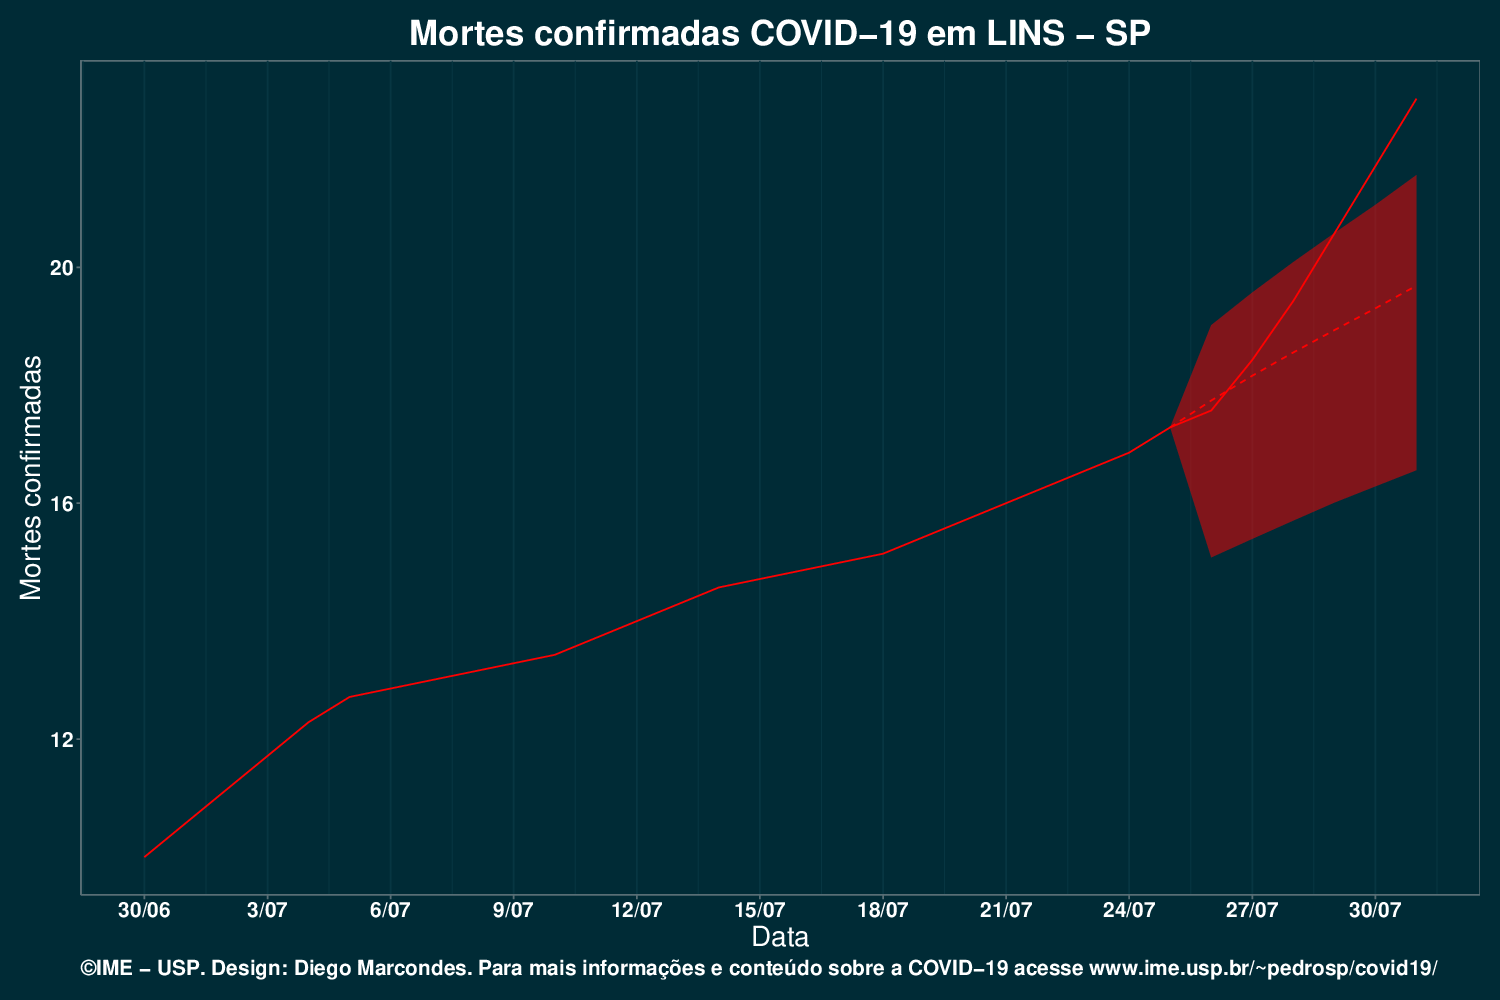 Mortes confirmadas COVID−19 em LINS − SP
Mortes confirmadas
20
16
12
30/06 3/07 6/07 9/07 12/07 15/07 18/07 21/07 24/07 27/07 30/07
Data
©IME − USP. Design: Diego Marcondes. Para mais informações e conteúdo sobre a COVID−19 acesse www.ime.usp.br/~pedrosp/covid19/